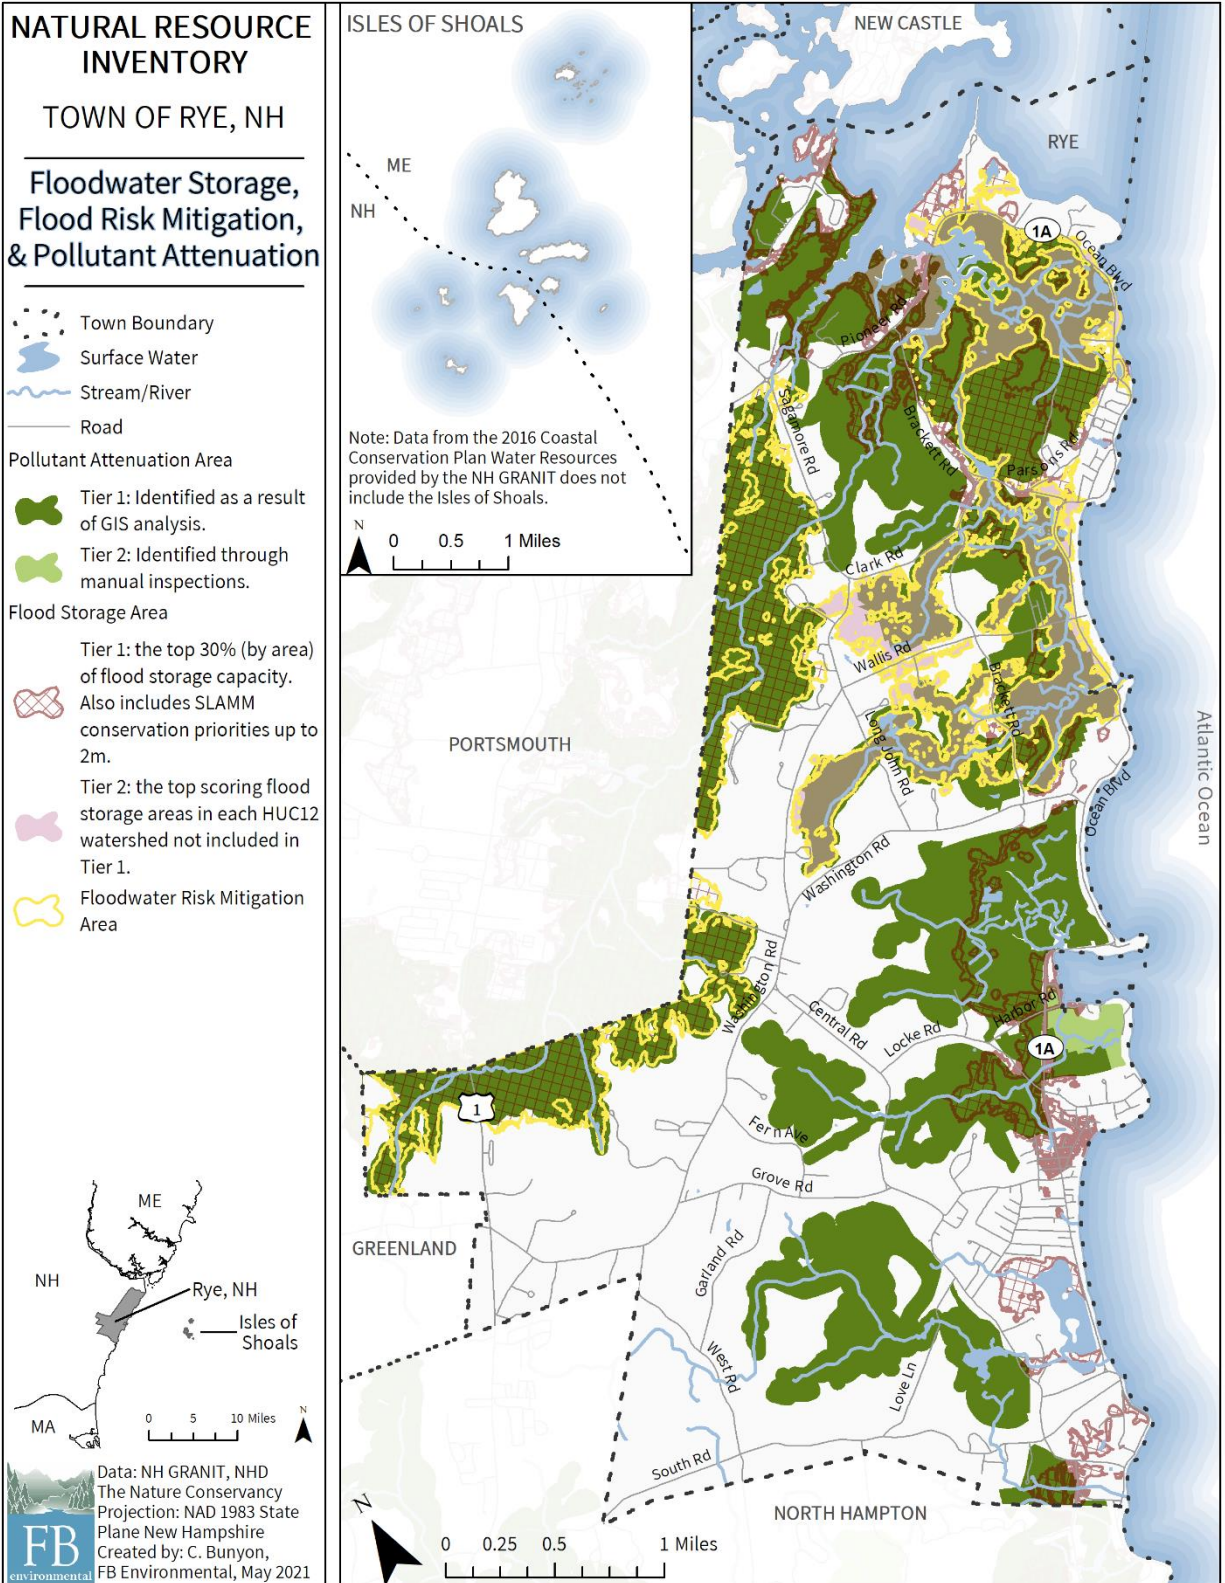 NATURAL RESOURCE
INVENTORY
TOWN OF RYE, NH
Floodwater Storage,
Flood Risk Mitigation,
& Pollutant Attenuation
Town Boundary
Surface Water
Stream/River
Road
Pollutant Attenuation Area
Tier 1: Identified as a result
of GIS analysis.
Tier 2: Identified through
manual inspections.
Flood Storage Area
Tier 1: the top 30% (by area)
of flood storage capacity.
Also includes SLAMM
conservation priorities up to
2m.
Tier 2: the top scoring flood
storage areas in each HUC12
watershed not included in
Tier 1.
Floodwater Risk Mitigation
Area
ME
NH
Rye, NH
Isles of
Shoals
MA
0 5 10 Miles
N
FB
environmental
Data: NH GRANIT, NHD
The Nature Conservancy
Projection: NAD 1983 State
Plane New Hampshire
Created by: C. Bunyon,
FB Environmental, May 2021
ISLES OF SHOALS
ME
NH
Note: Data from the 2016 Coastal
Conservation Plan Water Resources
provided by the NH GRANIT does not
include the Isles of Shoals.
N
0 0.5 1 Miles
NEW CASTLE
RYE
1A
Ocean Blvd
Pioneer Rd
Sagamore Rd
Brackett Rd
Parsons Rd
Clark Rd
Wallis Rd
Brackett Rd
Long John Rd
PORTSMOUTH
Atlantic Ocean
Ocean Blvd
Washington Rd
Washington Rd
Central Rd
Locke Rd
Harbor Rd
1A
1
Fern Ave
Grove Rd
GREENLAND
Garland Rd
West Rd
Love Ln
South Rd
NORTH HAMPTON
N
0 0.25 0.5 1 Miles